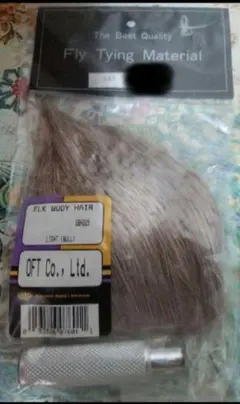 The Best Quality
Fly Tying Material
ELK BODY HAIR
LIGHT (BULL)
OFT Co., Ltd.